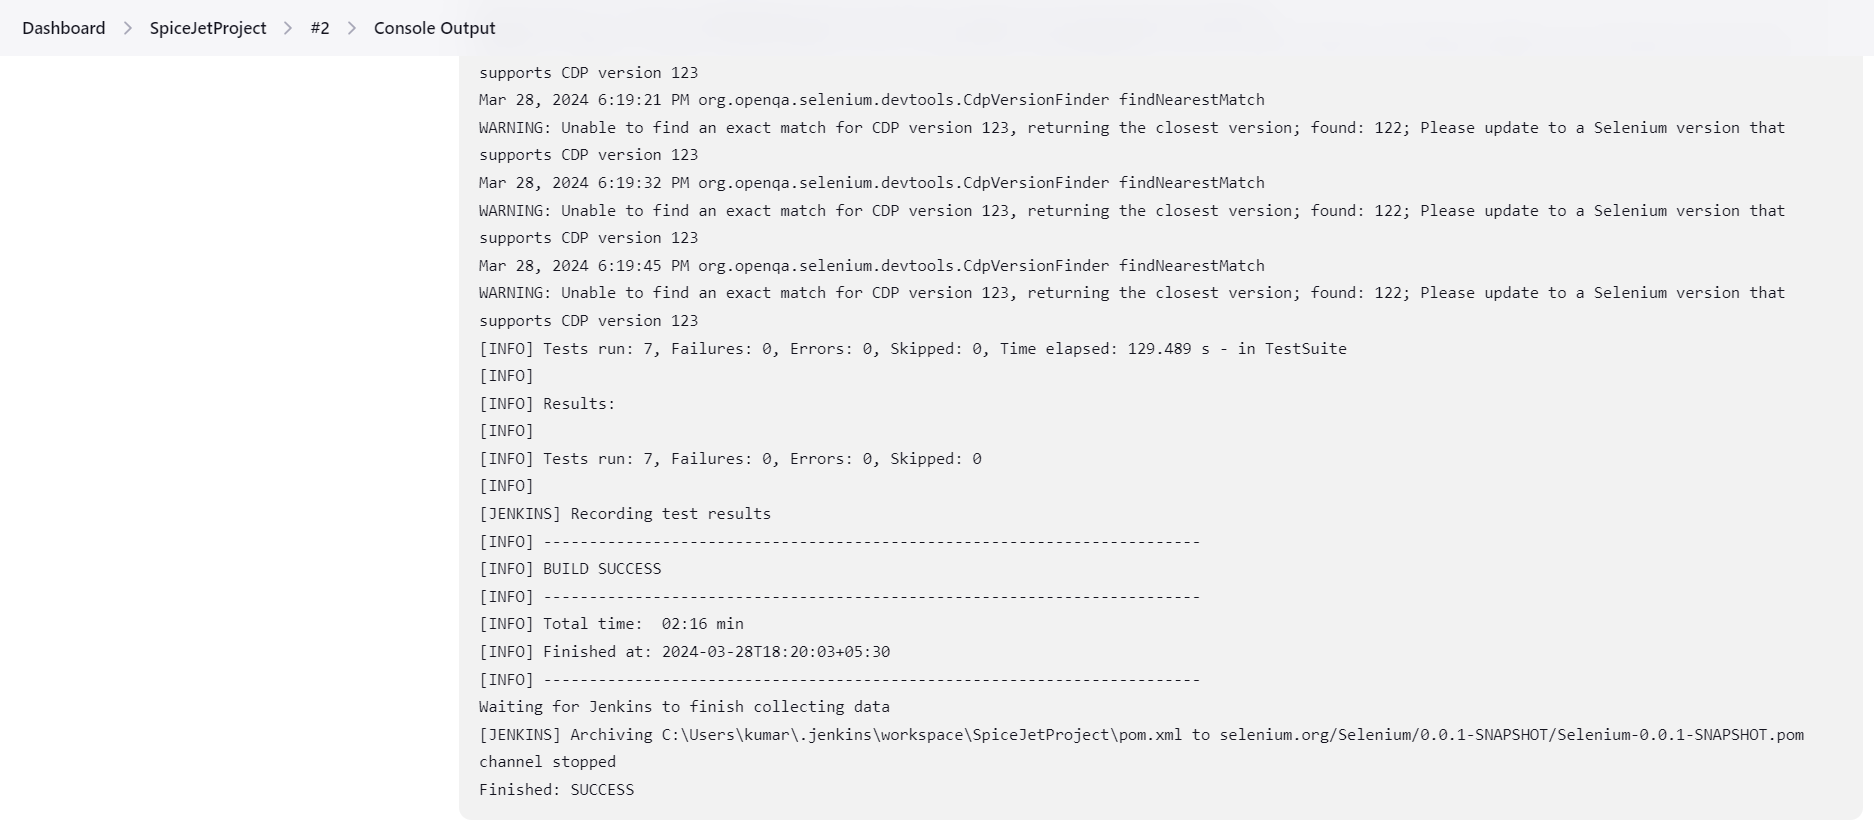 Dashboard > SpiceJetProject > #2 > Console Output
supports CDP version 123
Mar 28, 2024 6:19:21 PM org.openqa.selenium.devtools.CdpVersionFinder findNearestMatch
WARNING: Unable to find an exact match for CDP version 123, returning the closest version; found: 122; Please update to a Selenium version that
supports CDP version 123
Mar 28, 2024 6:19:32 PM org.openqa.selenium.devtools.CdpVersionFinder findNearestMatch
WARNING: Unable to find an exact match for CDP version 123, returning the closest version; found: 122; Please update to a Selenium version that
supports CDP version 123
Mar 28, 2024 6:19:45 PM org.openqa.selenium.devtools.CdpVersionFinder findNearestMatch
WARNING: Unable to find an exact match for CDP version 123, returning the closest version; found: 122; Please update to a Selenium version that
supports CDP version 123
[INFO] Tests run: 7, Failures: 0, Errors: 0, Skipped: 0, Time elapsed: 129.489 s - in TestSuite
[INFO]
[INFO] Results:
[INFO]
[INFO] Tests run: 7, Failures: 0, Errors: 0, Skipped: 0
[INFO]
[JENKINS] Recording test results
[INFO] ------------------------------------------------------------------------
[INFO] BUILD SUCCESS
[INFO] ------------------------------------------------------------------------
[INFO] Total time:  02:16 min
[INFO] Finished at: 2024-03-28T18:20:03+05:30
[INFO] ------------------------------------------------------------------------
Waiting for Jenkins to finish collecting data
[JENKINS] Archiving C:\Users\kumar\.jenkins\workspace\SpiceJetProject\pom.xml to selenium.org/Selenium/0.0.1-SNAPSHOT/Selenium-0.0.1-SNAPSHOT.pom
channel stopped
Finished: SUCCESS